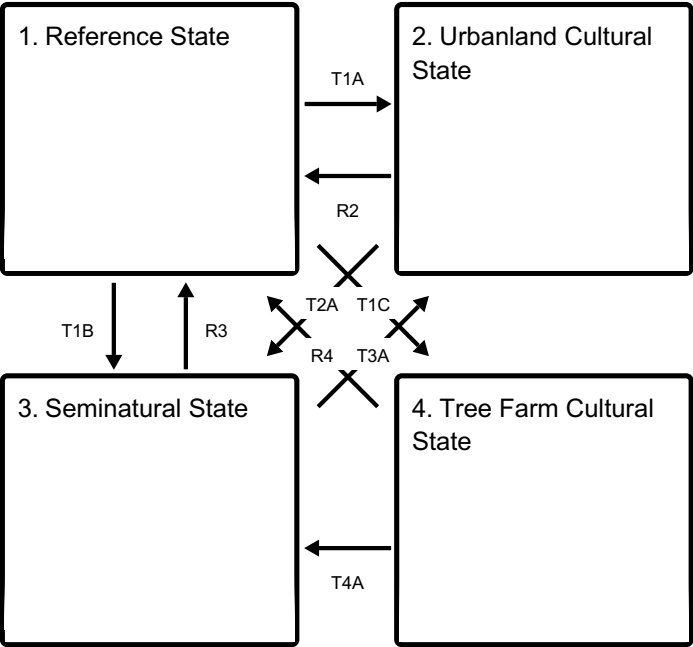 1. Reference State
2. Urbanland Cultural
State
T1A
R2
T2A
T1C
T1B
R3
R4
T3A
3. Seminatural State
4. Tree Farm Cultural
State
T4A